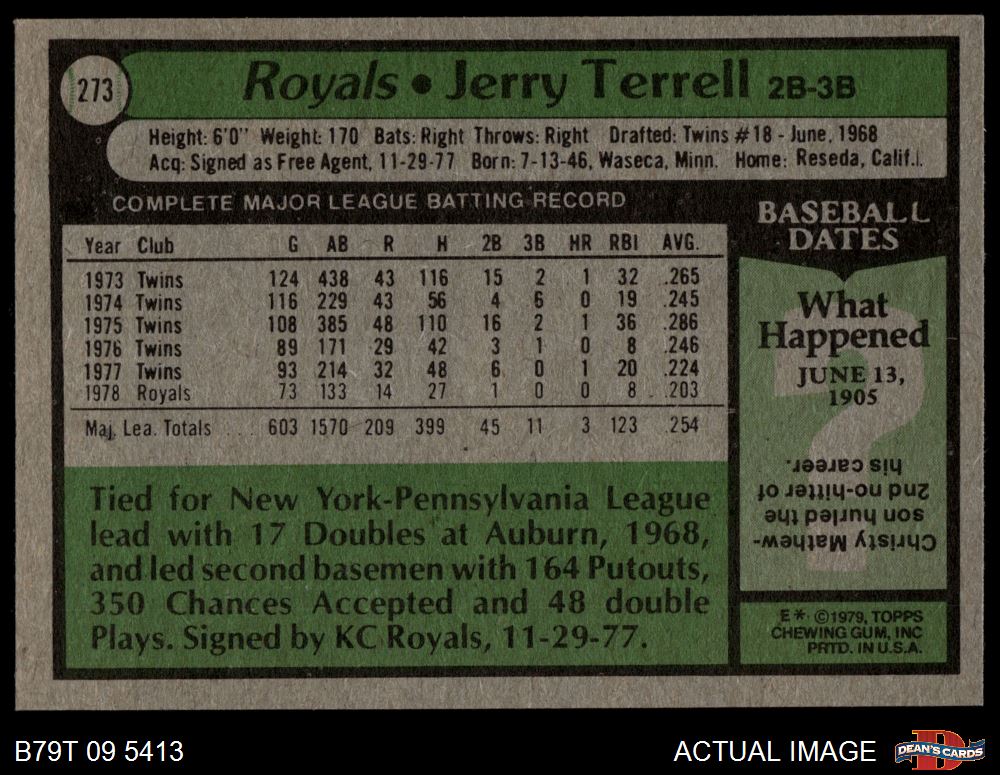 273
Royals • Jerry Terrell 2B-3B
Height: 6'0" Weight: 170 Bats: Right Throws: Right Drafted: Twins #18 - June, 1968
Acq: Signed as Free Agent, 11-29-77 Born: 7-13-46, Waseca, Minn. Home: Reseda, Calif.
COMPLETE MAJOR LEAGUE BATTING RECORD
Year Club G AB R H 2B 3B HR RBI AVG.
1973 Twins 124 438 43 116 15 2 1 32 .265
1974 Twins 116 229 43 56 4 6 0 19 .245
1975 Twins 108 385 48 110 16 2 1 36 .286
1976 Twins 89 171 29 42 3 1 0 8 .246
1977 Twins 93 214 32 48 6 0 1 20 .224
1978 Royals 73 133 14 27 1 0 0 8 .203
Maj. Lea. Totals . . . 603 1570 209 399 45 11 3 123 .254
Tied for New York-Pennsylvania League
lead with 17 Doubles at Auburn, 1968,
and led second basemen with 164 Putouts,
350 Chances Accepted and 48 double
Plays. Signed by KC Royals, 11-29-77.
BASEBALL
DATES
What
Happened
?
JUNE 13,
1905
Christy Mathew-
son hurled the
2nd no-hitter of
his career.
E*·©1979, TOPPS
CHEWING GUM, INC
PRTD. IN U.S.A.
B79T 09 5413
ACTUAL IMAGE
DEAN'S CARDS